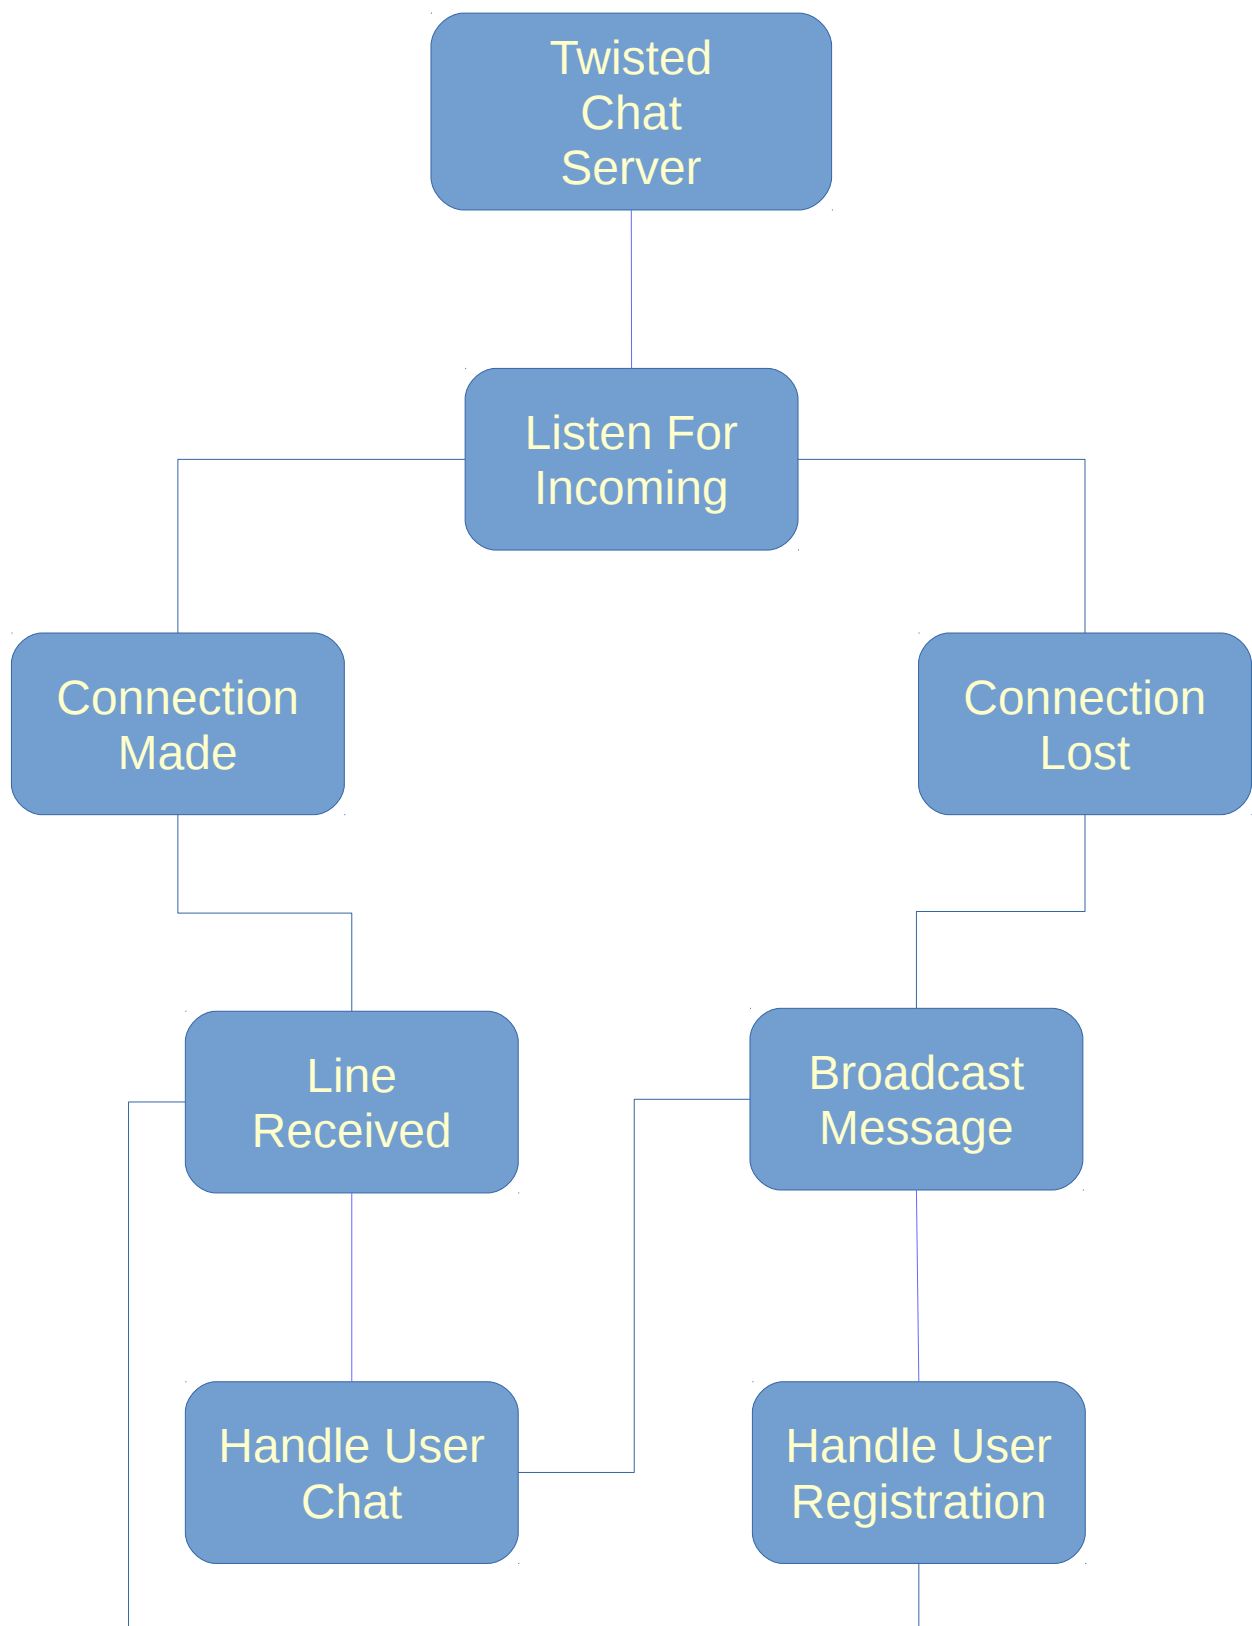 Twisted
Chat
Server
Listen For
Incoming
Connection
Made
Connection
Lost
Line
Received
Broadcast
Message
Handle User
Chat
Handle User
Registration